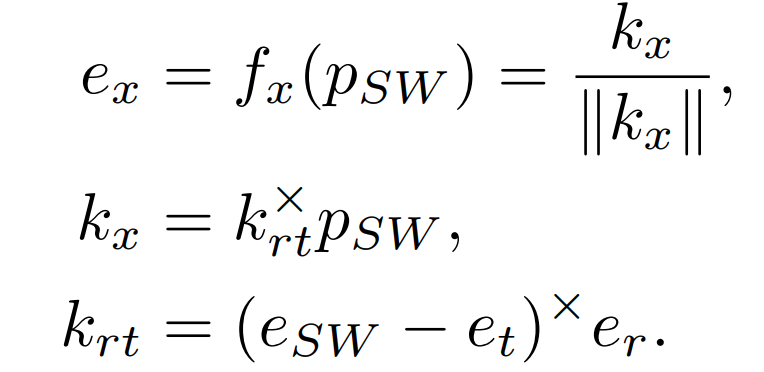 $e_x = f_x(p_{SW}) = \frac{k_x}{\|k_x\|},$
$k_x = k_{rt}^{\times} p_{SW},$
$k_{rt} = (e_{SW} - e_t)^{\times} e_r.$